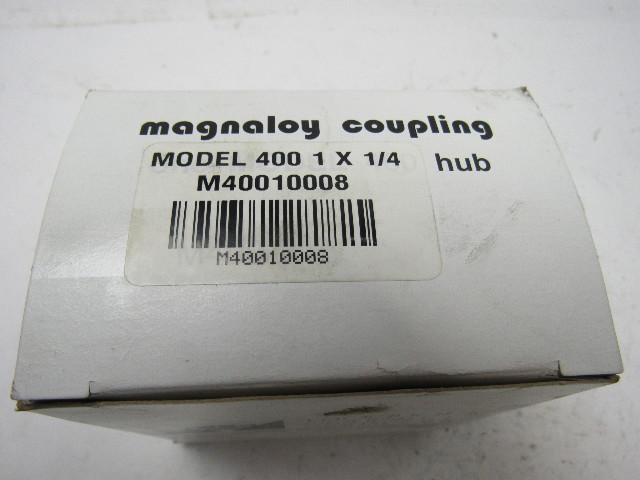 magnaloy coupling
MODEL 400 1 X 1/4 hub
M40010008
M40010008